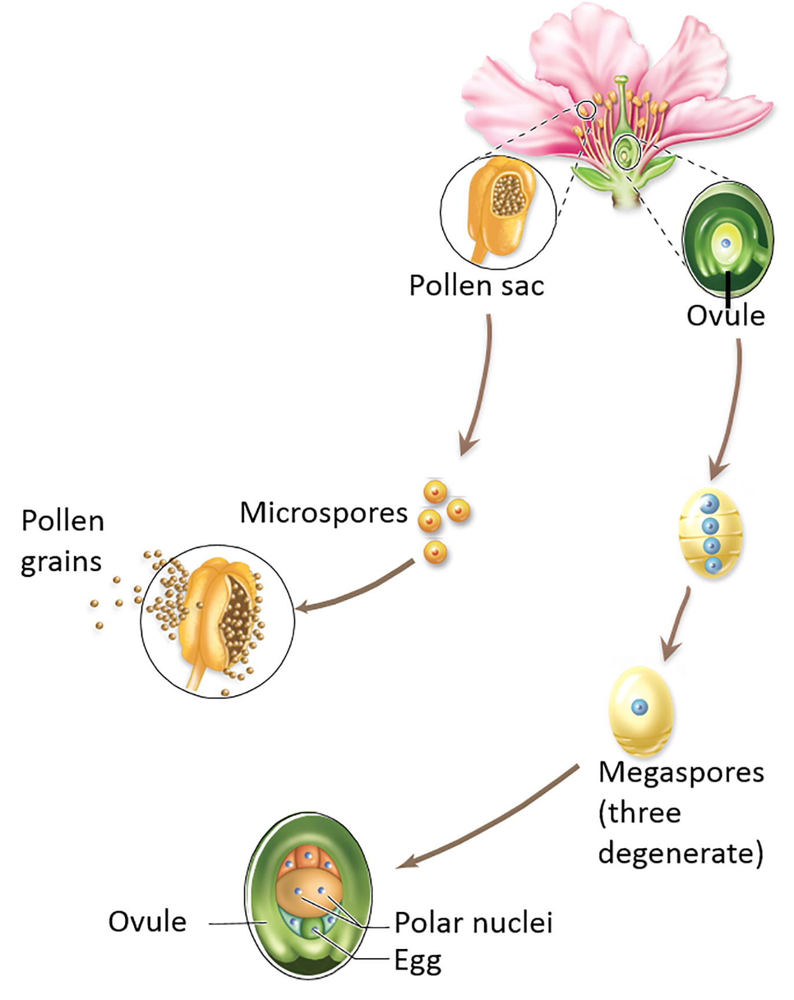 Pollen sac
Ovule
Microspores
Pollen
grains
Megaspores
(three
degenerate)
Ovule
Polar nuclei
Egg